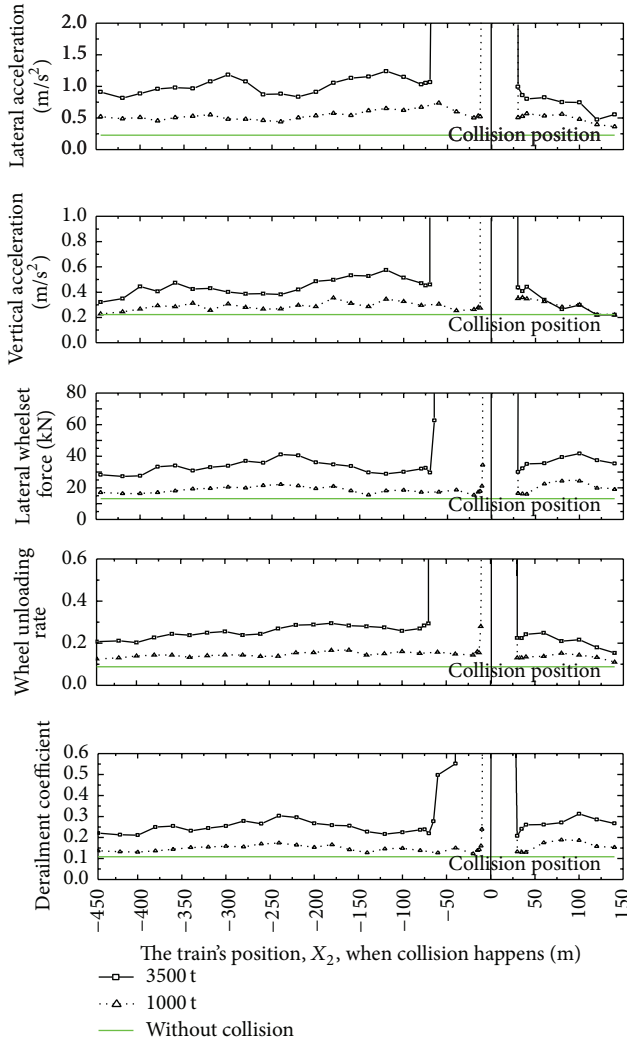 Lateral acceleration
(m/s²)
2.0
1.5
1.0
0.5
0.0
Collision position
Vertical acceleration
(m/s²)
1.0
0.8
0.6
0.4
0.2
0.0
Collision position
Lateral wheelset
force (kN)
80
60
40
20
0
Collision position
Wheel unloading
rate
0.6
0.4
0.2
0.0
Collision position
Derailment coefficient
0.6
0.5
0.4
0.3
0.2
0.1
0.0
Collision position
−450 −400 −350 −300 −250 −200 −150 −100 −50 0 50 100 150
The train's position, X₂, when collision happens (m)
3500 t
1000 t
Without collision